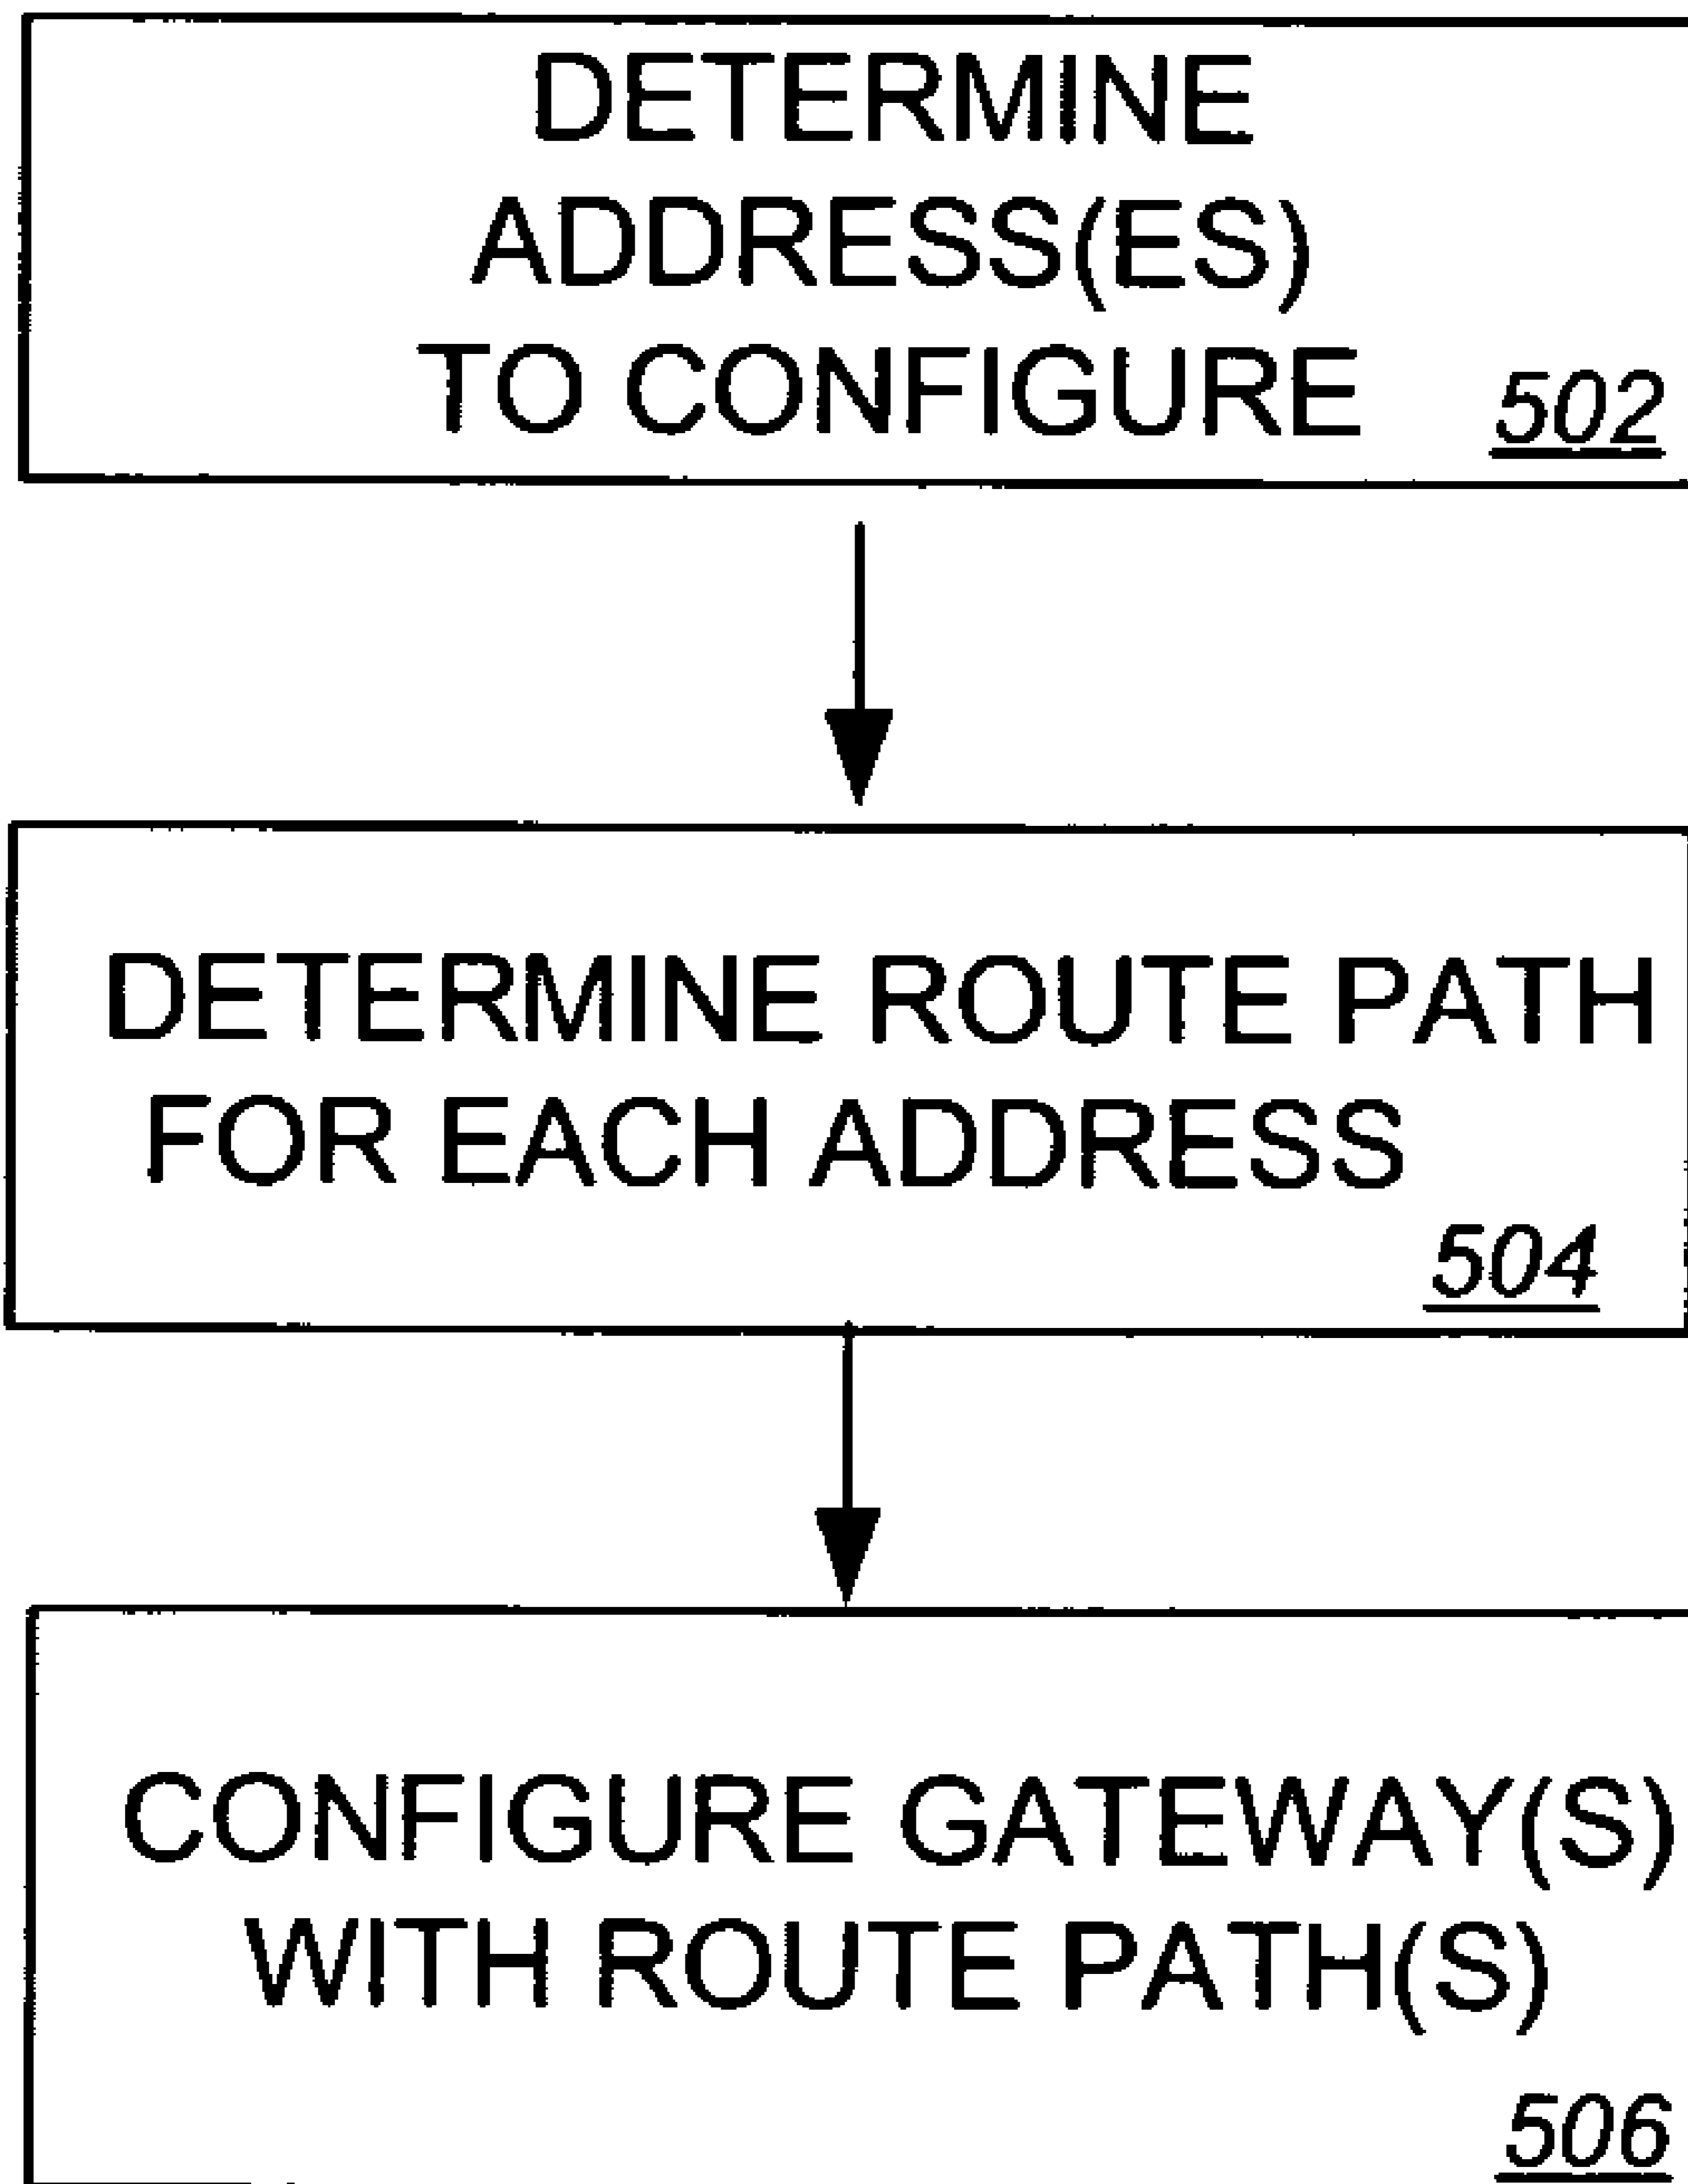 DETERMINE
ADDRESS(ES)
TO CONFIGURE
502
DETERMINE ROUTE PATH
FOR EACH ADDRESS
504
CONFIGURE GATEWAY(S)
WITH ROUTE PATH(S)
506